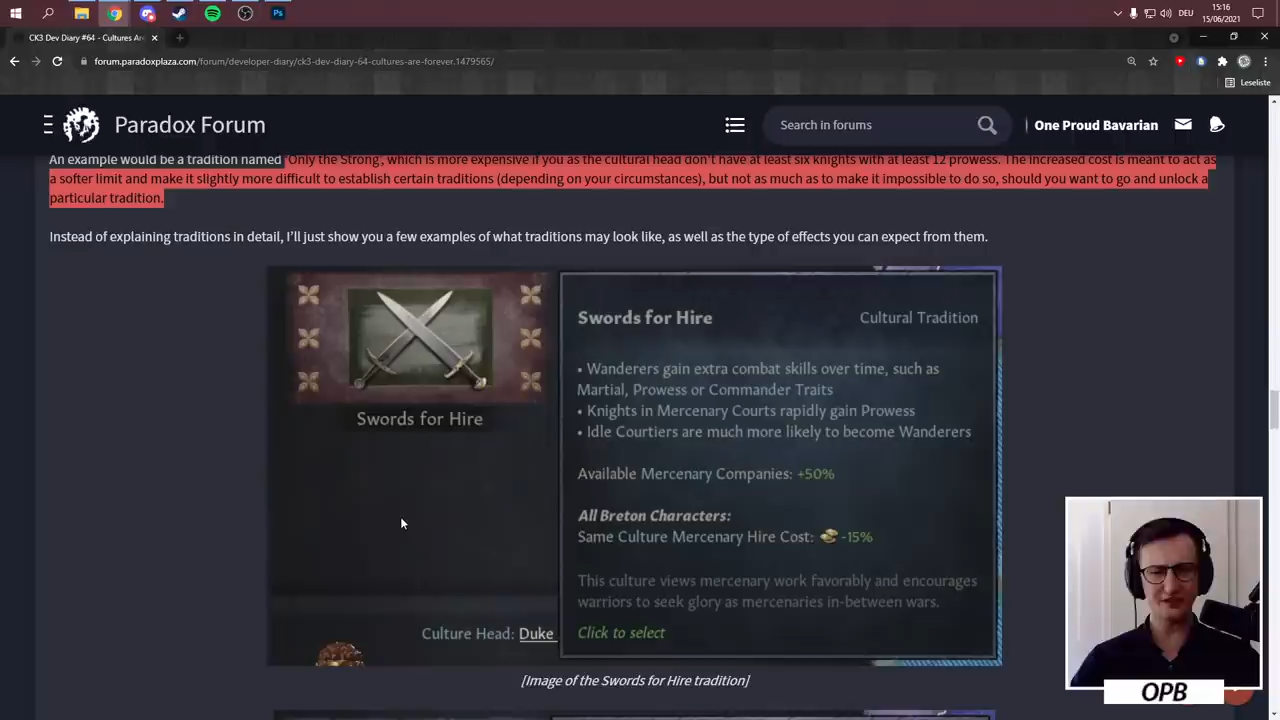 15:16
DEU
15/06/2021
CK3 Dev Diary #64 - Cultures Are
forum.paradoxplaza.com/forum/developer-diary/ck3-dev-diary-64-cultures-are-forever.1479565/
Leseliste
Paradox Forum
Search in forums
One Proud Bavarian
An example would be a tradition named 'Only the Strong', which is more expensive if you as the cultural head don't have at least six knights with at least 12 prowess. The increased cost is meant to act as
a softer limit and make it slightly more difficult to establish certain traditions (depending on your circumstances), but not as much as to make it impossible to do so, should you want to go and unlock a
particular tradition.
Instead of explaining traditions in detail, I'll just show you a few examples of what traditions may look like, as well as the type of effects you can expect from them.
Swords for Hire
Swords for Hire
Cultural Tradition
• Wanderers gain extra combat skills over time, such as
Martial, Prowess or Commander Traits
• Knights in Mercenary Courts rapidly gain Prowess
• Idle Courtiers are much more likely to become Wanderers
Available Mercenary Companies: +50%
All Breton Characters:
Same Culture Mercenary Hire Cost: -15%
This culture views mercenary work favorably and encourages
warriors to seek glory as mercenaries in-between wars.
Click to select
Culture Head: Duke
[Image of the Swords for Hire tradition]
OPB